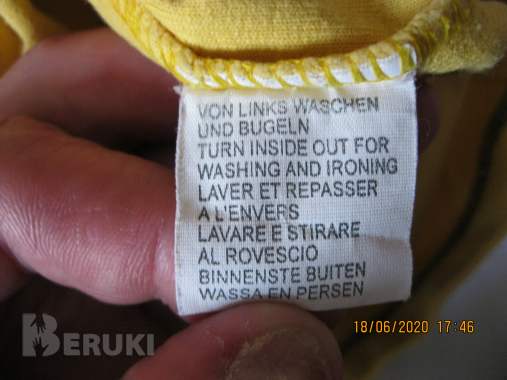 VON LINKS WASCHEN
UND BUGELN
TURN INSIDE OUT FOR
WASHING AND IRONING
LAVER ET REPASSER
A L'ENVERS
LAVARE E STIRARE
AL ROVESCIO
BINNENSTE BUITEN
WASSA EN PERSEN
18/06/2020 17:46
BERUKI